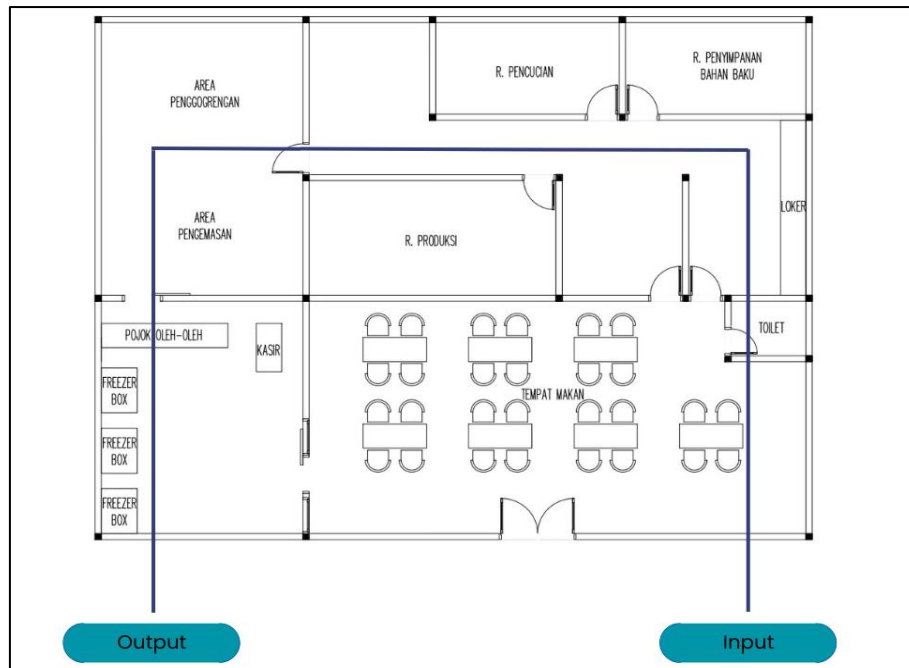 AREA
PENGGOGRENGAN
R. PENCUCIAN
R. PENYIMPANAN
BAHAN BAKU
AREA
PENGEMASAN
R. PRODUKSI
LOKER
POJOK OLEH-OLEH
KASIR
TOILET
FREEZER
BOX
TEMPAT MAKAN
FREEZER
BOX
FREEZER
BOX
Output
Input